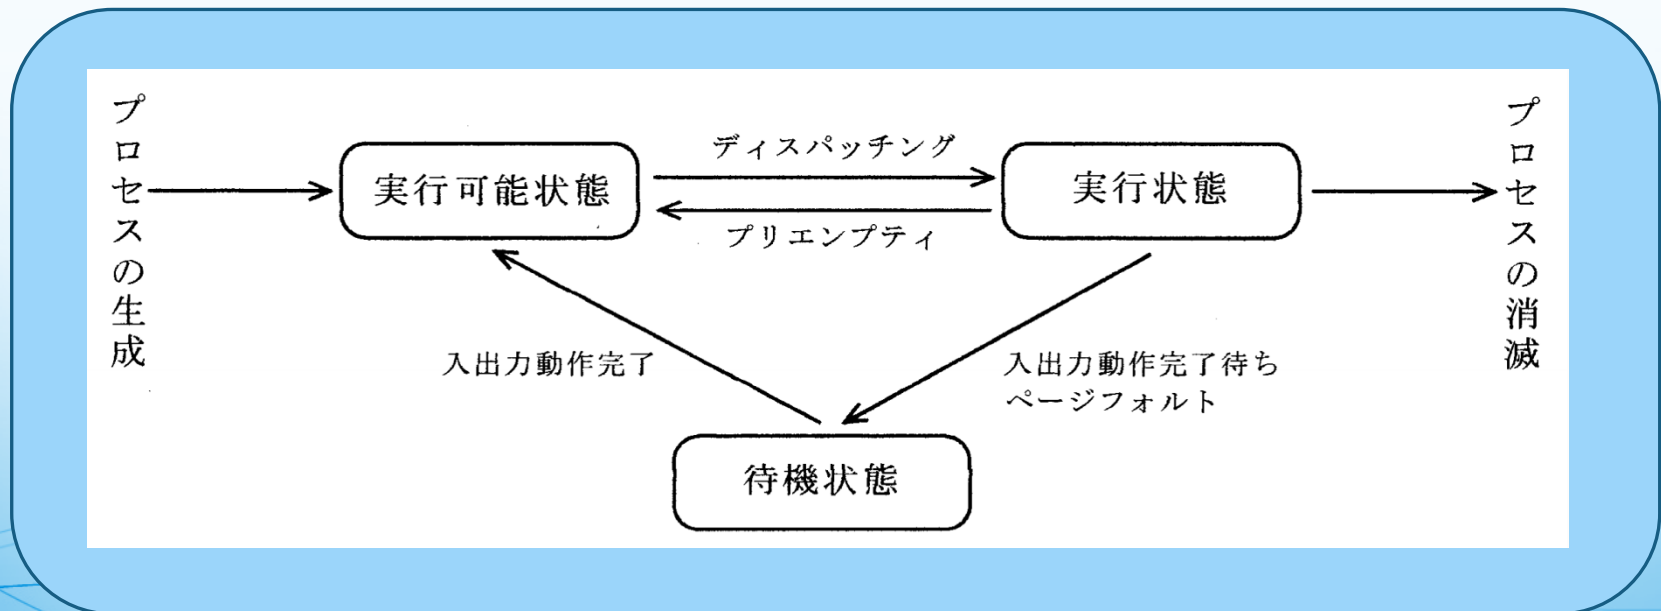 プロセスの生成
実行可能状態
ディスパッチング
プリエンプティ
実行状態
プロセスの消滅
入出力動作完了
入出力動作完了待ち
ページフォルト
待機状態